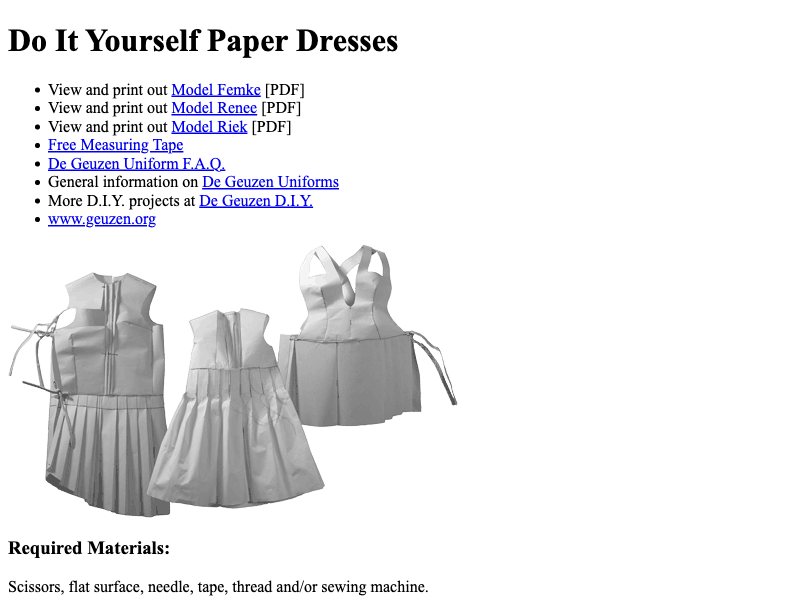 Do It Yourself Paper Dresses
View and print out Model Femke [PDF]
View and print out Model Renee [PDF]
View and print out Model Riek [PDF]
Free Measuring Tape
De Geuzen Uniform F.A.Q.
General information on De Geuzen Uniforms
More D.I.Y. projects at De Geuzen D.I.Y.
www.geuzen.org
Required Materials:
Scissors, flat surface, needle, tape, thread and/or sewing machine.